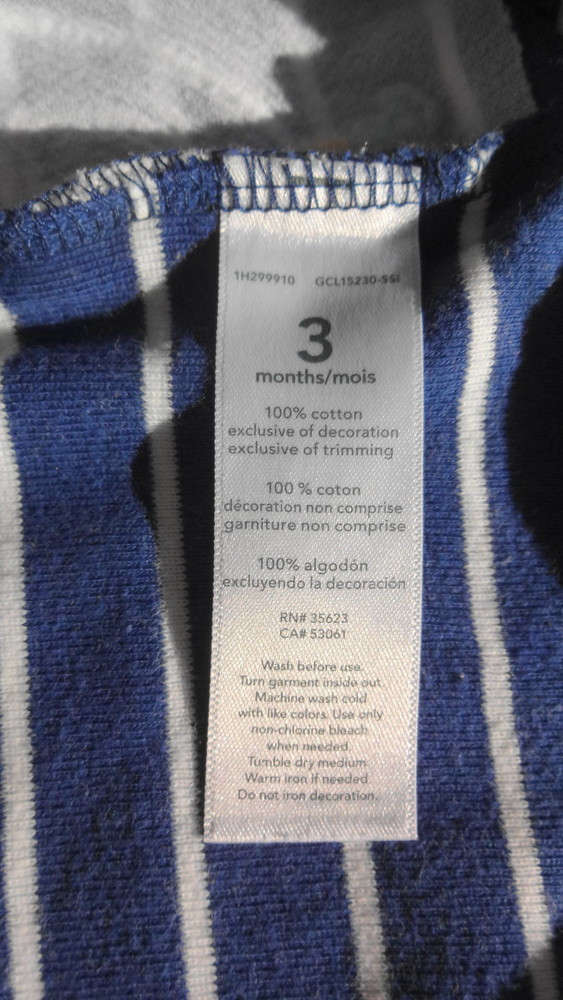 1H299910 GCL15230-SSI
3
months/mois
100% cotton
exclusive of decoration
exclusive of trimming
100 % coton
décoration non comprise
garniture non comprise
100% algodón
excluyendo la decoración
RN# 35623
CA# 53061
Wash before use.
Turn garment inside out.
Machine wash cold
with like colors. Use only
non-chlorine bleach
when needed.
Tumble dry medium.
Warm iron if needed.
Do not iron decoration.